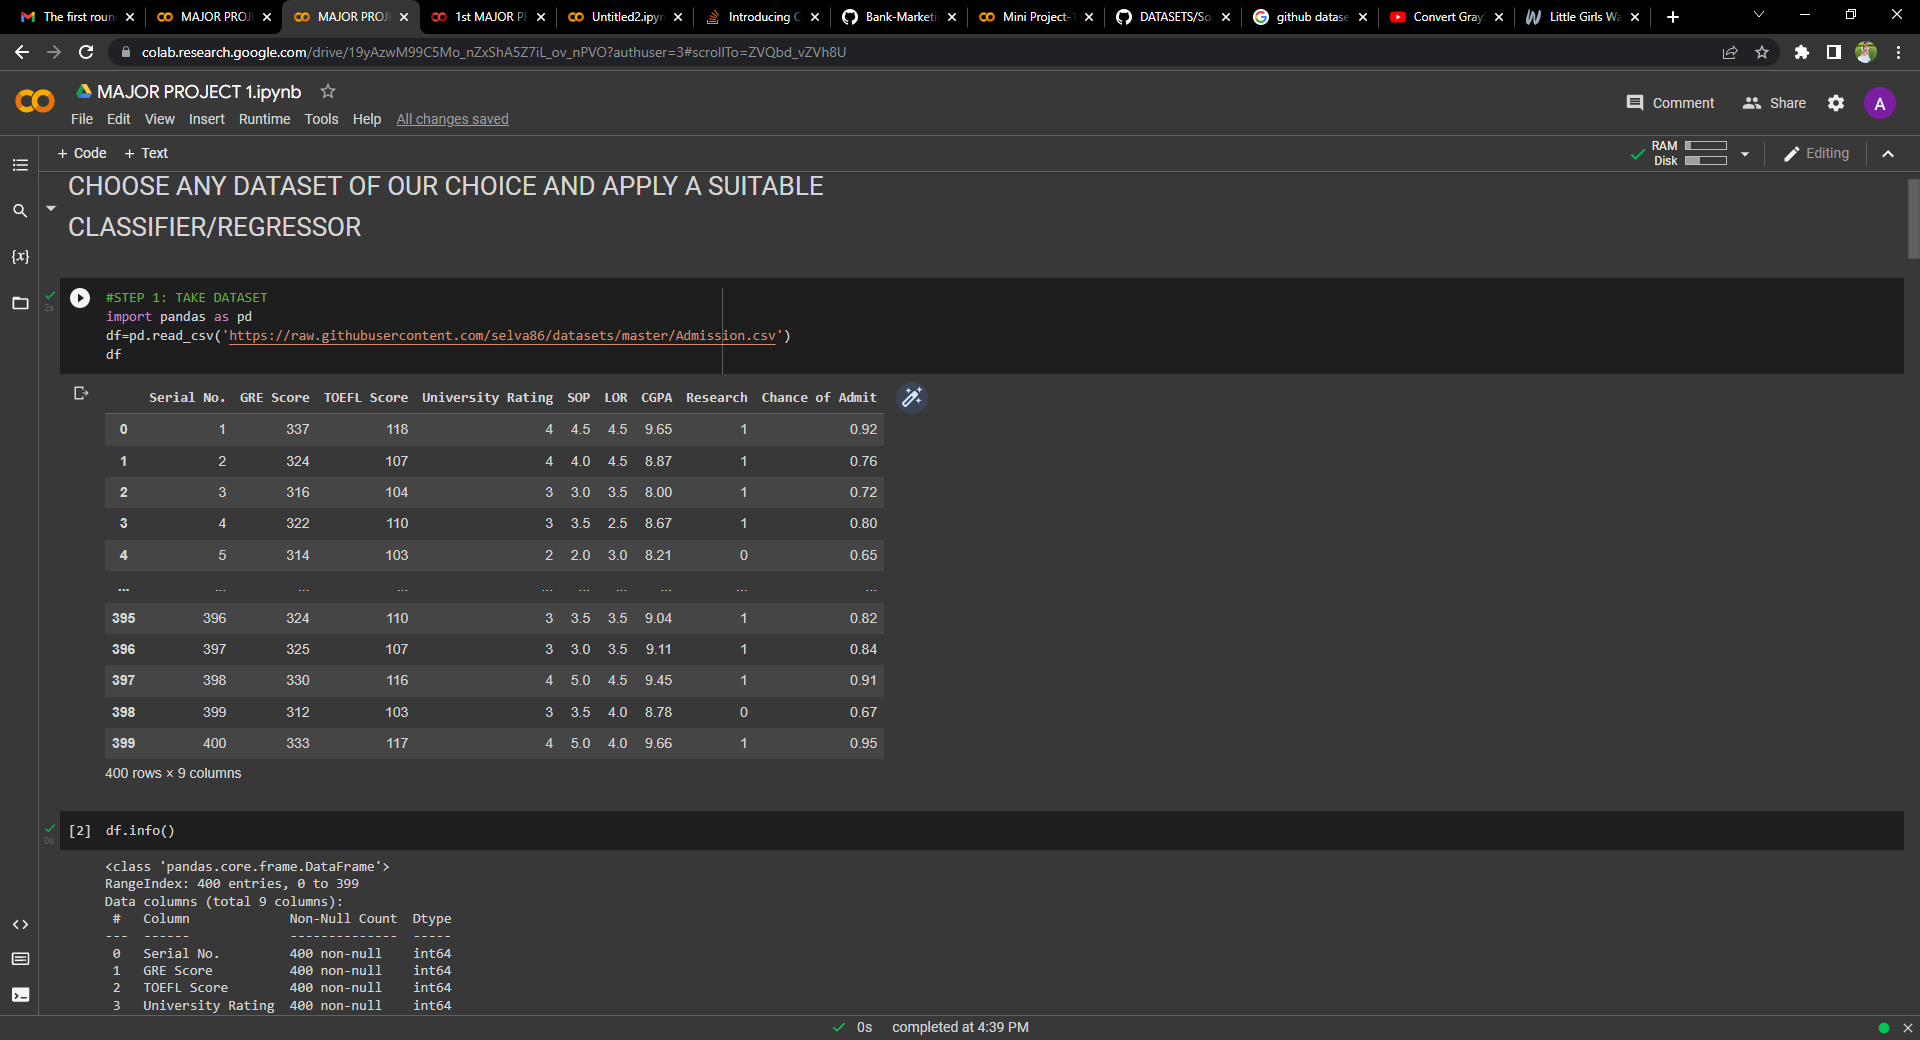 The first roun
MAJOR PROJ
MAJOR PROJ
1st MAJOR P
Untitled2.ipyn
Introducing C
Bank-Marketi
Mini Project-
DATASETS/So
github datase
Convert Gray
Little Girls Wa
colab.research.google.com/drive/19yAzwM99C5Mo_nZxShA5Z7iL_ov_nPVO?authuser=3#scrollTo=ZVQbd_vZVh8U
MAJOR PROJECT 1.ipynb
Comment Share A
File Edit View Insert Runtime Tools Help All changes saved
+ Code + Text
RAM
Disk
Editing
CHOOSE ANY DATASET OF OUR CHOICE AND APPLY A SUITABLE
CLASSIFIER/REGRESSOR
{x}
2s
#STEP 1: TAKE DATASET
import pandas as pd
df=pd.read_csv('https://raw.githubusercontent.com/selva86/datasets/master/Admission.csv')
df
Serial No. GRE Score TOEFL Score University Rating SOP LOR CGPA Research Chance of Admit
0 1 337 118 4 4.5 4.5 9.65 1 0.92
1 2 324 107 4 4.0 4.5 8.87 1 0.76
2 3 316 104 3 3.0 3.5 8.00 1 0.72
3 4 322 110 3 3.5 2.5 8.67 1 0.80
4 5 314 103 2 2.0 3.0 8.21 0 0.65
... ... ... ... ... ... ... ... ... ...
395 396 324 110 3 3.5 3.5 9.04 1 0.82
396 397 325 107 3 3.0 3.5 9.11 1 0.84
397 398 330 116 4 5.0 4.5 9.45 1 0.91
398 399 312 103 3 3.5 4.0 8.78 0 0.67
399 400 333 117 4 5.0 4.0 9.66 1 0.95
400 rows × 9 columns
0s
[2] df.info()
<class 'pandas.core.frame.DataFrame'>
RangeIndex: 400 entries, 0 to 399
Data columns (total 9 columns):
# Column Non-Null Count Dtype
--- ------ -------------- -----
0 Serial No. 400 non-null int64
1 GRE Score 400 non-null int64
2 TOEFL Score 400 non-null int64
3 University Rating 400 non-null int64
0s completed at 4:39 PM